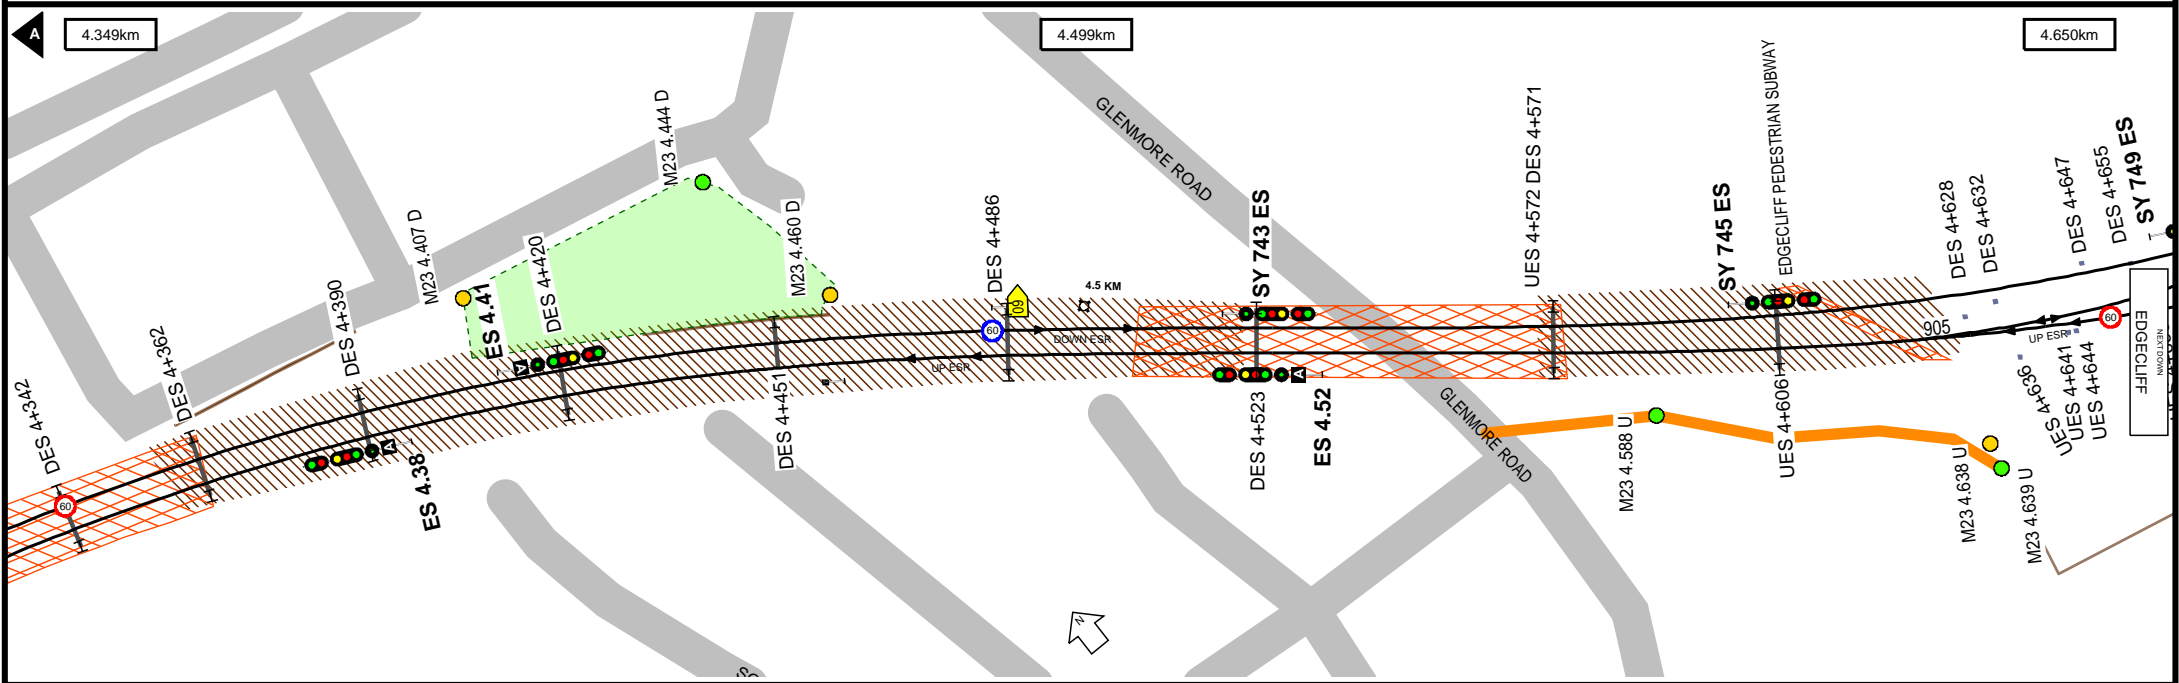 A
4.349km
4.499km
4.650km
DES 4+342
DES 4+362
DES 4+390
M23 4.407 D
ES 4.41
DES 4+420
M23 4.444 D
M23 4.460 D
DES 4+486
60
60
4.5 KM
GLENMORE ROAD
SY 743 ES
UES 4+572 DES 4+571
SY 745 ES
EDGECLIFF PEDESTRIAN SUBWAY
DES 4+628
DES 4+632
DES 4+647
DES 4+655
SY 749 ES
60
A
A
ES 4.38
DES 4+451
UP ESR
DOWN ESR
DES 4+523
A
ES 4.52
GLENMORE ROAD
M23 4.588 U
UES 4+606
905
UP ESR
60
EDGECLIFF
NEXT DOWN
M23 4.638 U
M23 4.639 U
UES 4+636
UES 4+641
UES 4+644
N